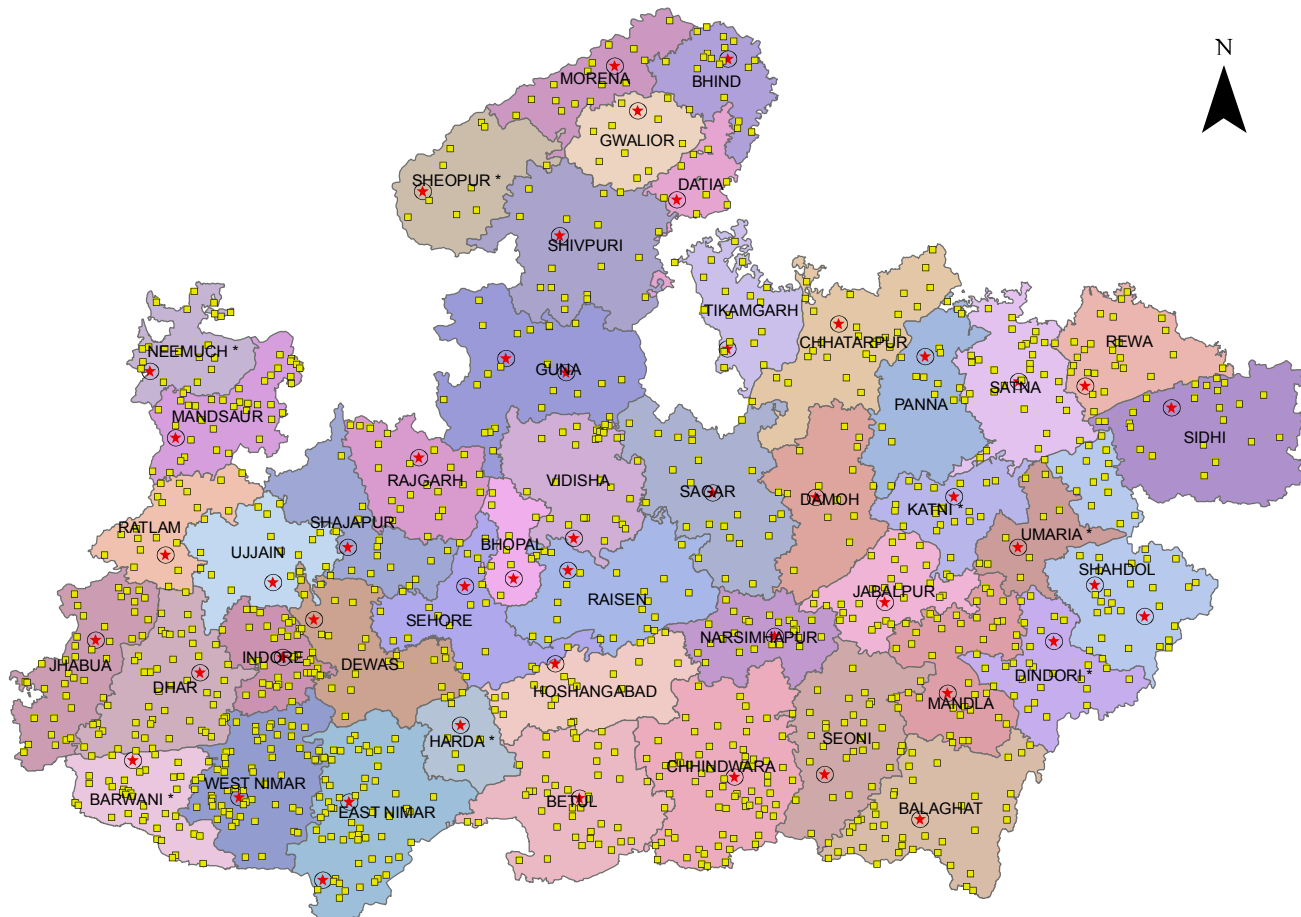 N
MORENA
BHIND
GWALIOR
SHEOPUR *
DATIA
SHIVPURI
TIKAMGARH
CHHATARPUR
REWA
NEEMUCH *
GUNA
SATNA
MANDSAUR
PANNA
SIDHI
RAJGARH
VIDISHA
SAGAR
DAMOH
KATNI *
RATLAM
SHAJAPUR
UJJAIN
BHOPAL
UMARIA *
SHAHDOL
RAISEN
JABALPUR
SEHORE
NARSIMHAPUR
JHABUA
INDORE
DEWAS
DHAR
HOSHANGABAD
DINDORI *
MANDLA
HARDA *
SEONI
CHHINDWARA
WEST NIMAR
BARWANI *
EAST NIMAR
BETUL
BALAGHAT